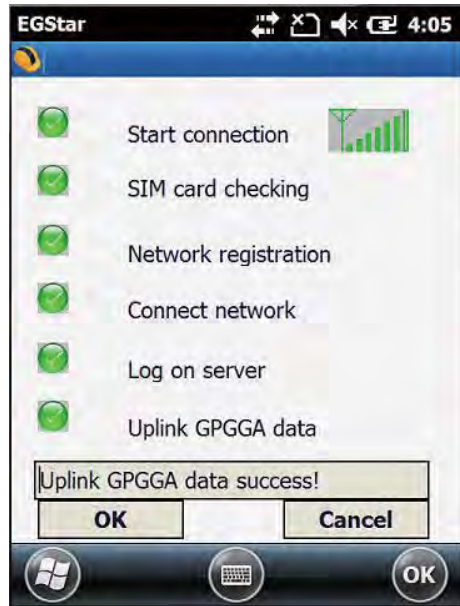 EGStar 4:05
Start connection
SIM card checking
Network registration
Connect network
Log on server
Uplink GPGGA data
Uplink GPGGA data success!
OK Cancel
OK